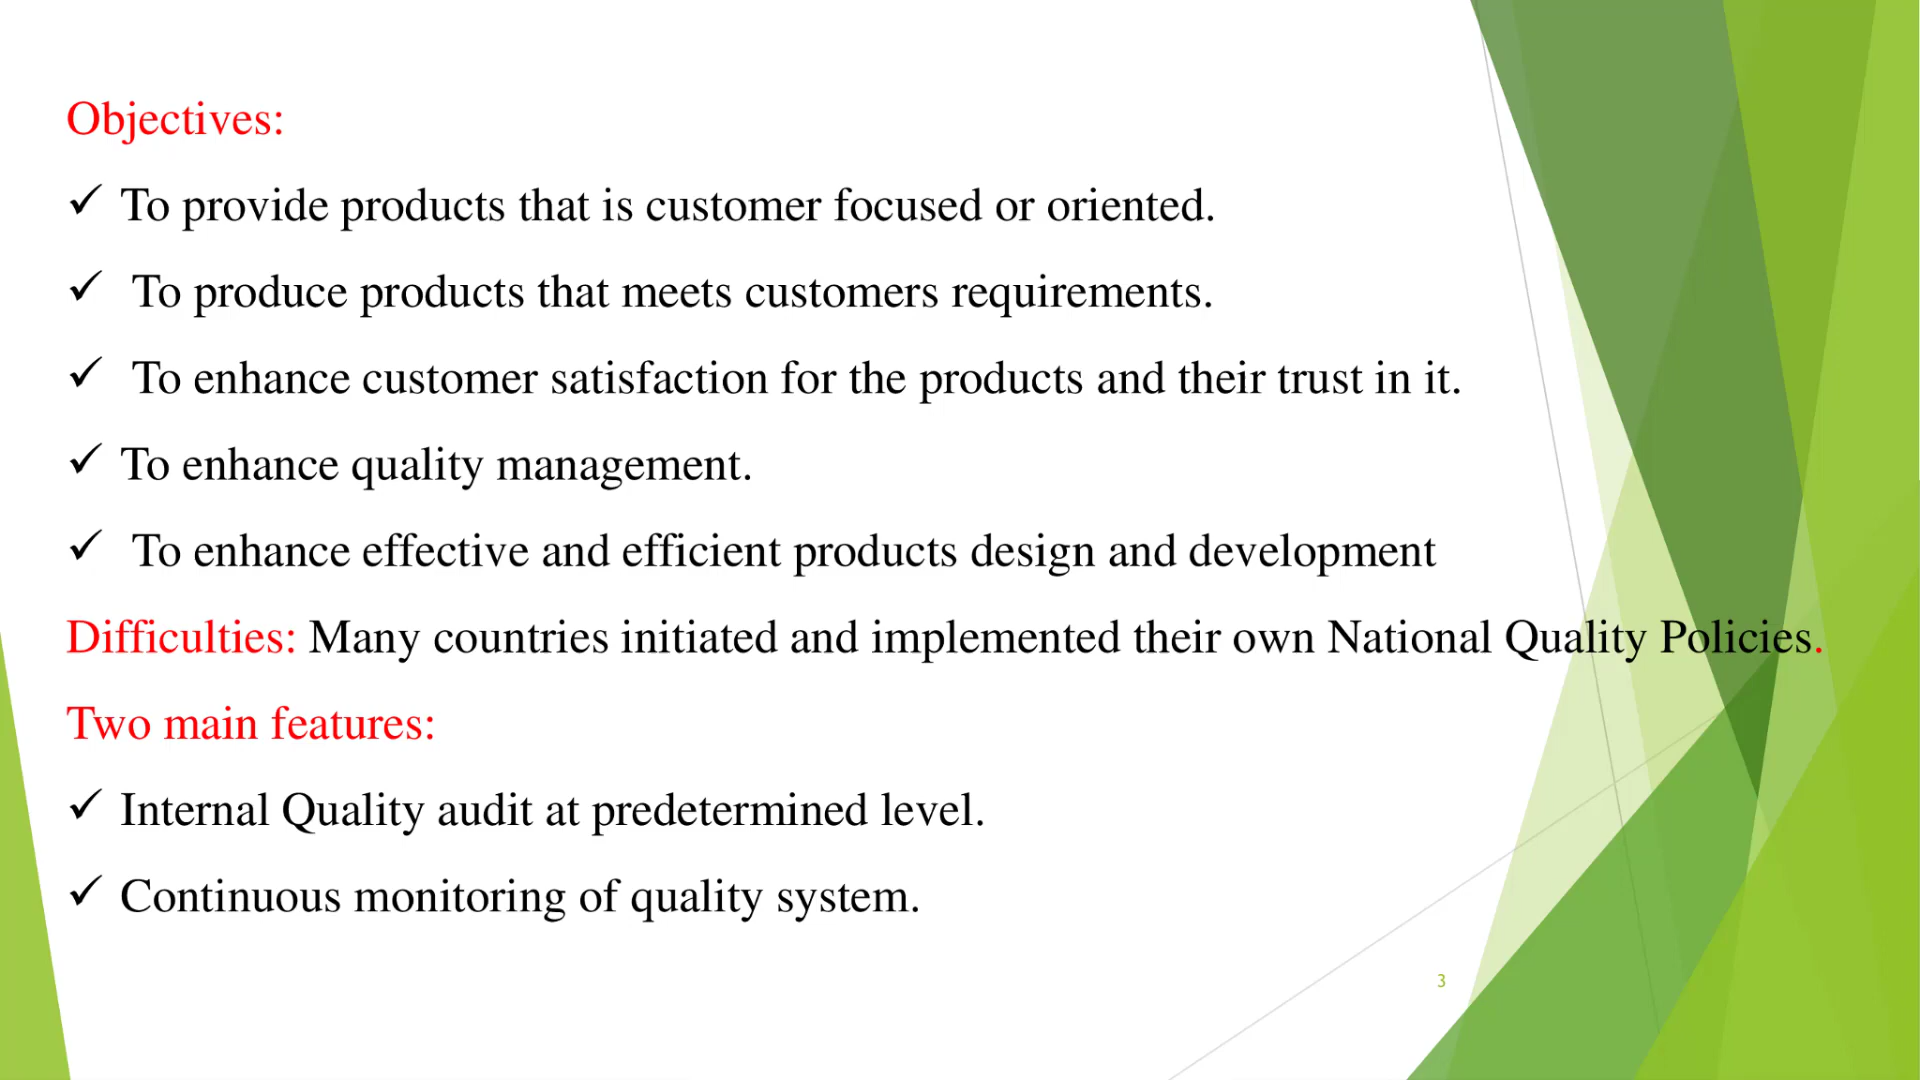 Objectives:
✓ To provide products that is customer focused or oriented.
✓ To produce products that meets customers requirements.
✓ To enhance customer satisfaction for the products and their trust in it.
✓ To enhance quality management.
✓ To enhance effective and efficient products design and development
Difficulties: Many countries initiated and implemented their own National Quality Policies.
Two main features:
✓ Internal Quality audit at predetermined level.
✓ Continuous monitoring of quality system.
3